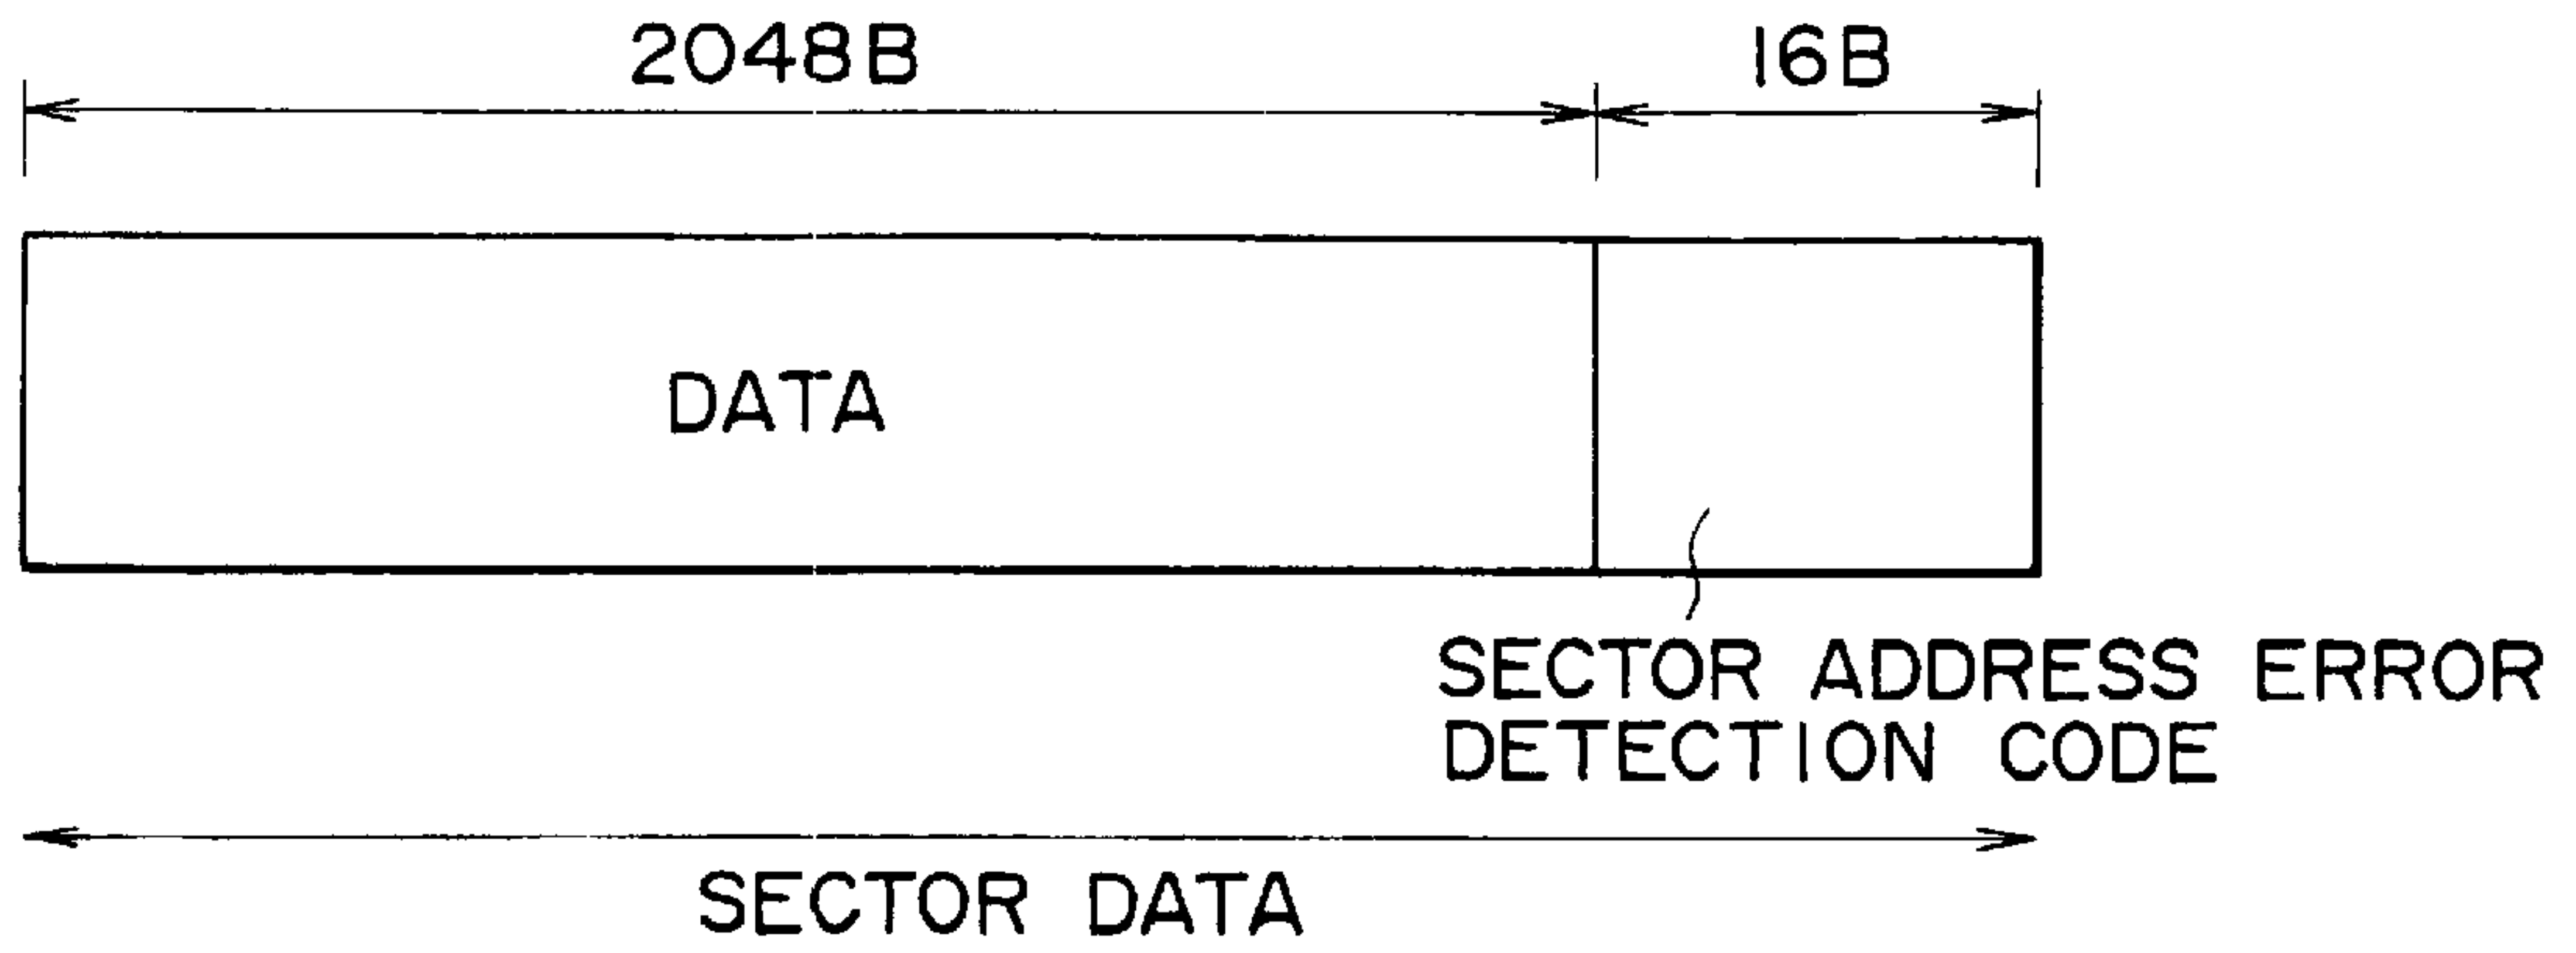 2048B
16B
DATA
SECTOR ADDRESS ERROR
DETECTION CODE
SECTOR DATA